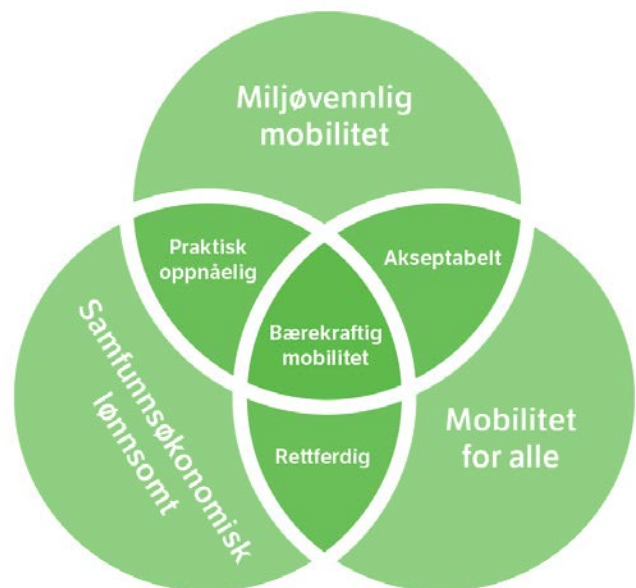 Miljøvennlig
mobilitet
Praktisk
oppnåelig
Akseptabelt
Bærekraftig
mobilitet
Samfunnsøkonomisk
lønnsomt
Rettferdig
Mobilitet
for alle